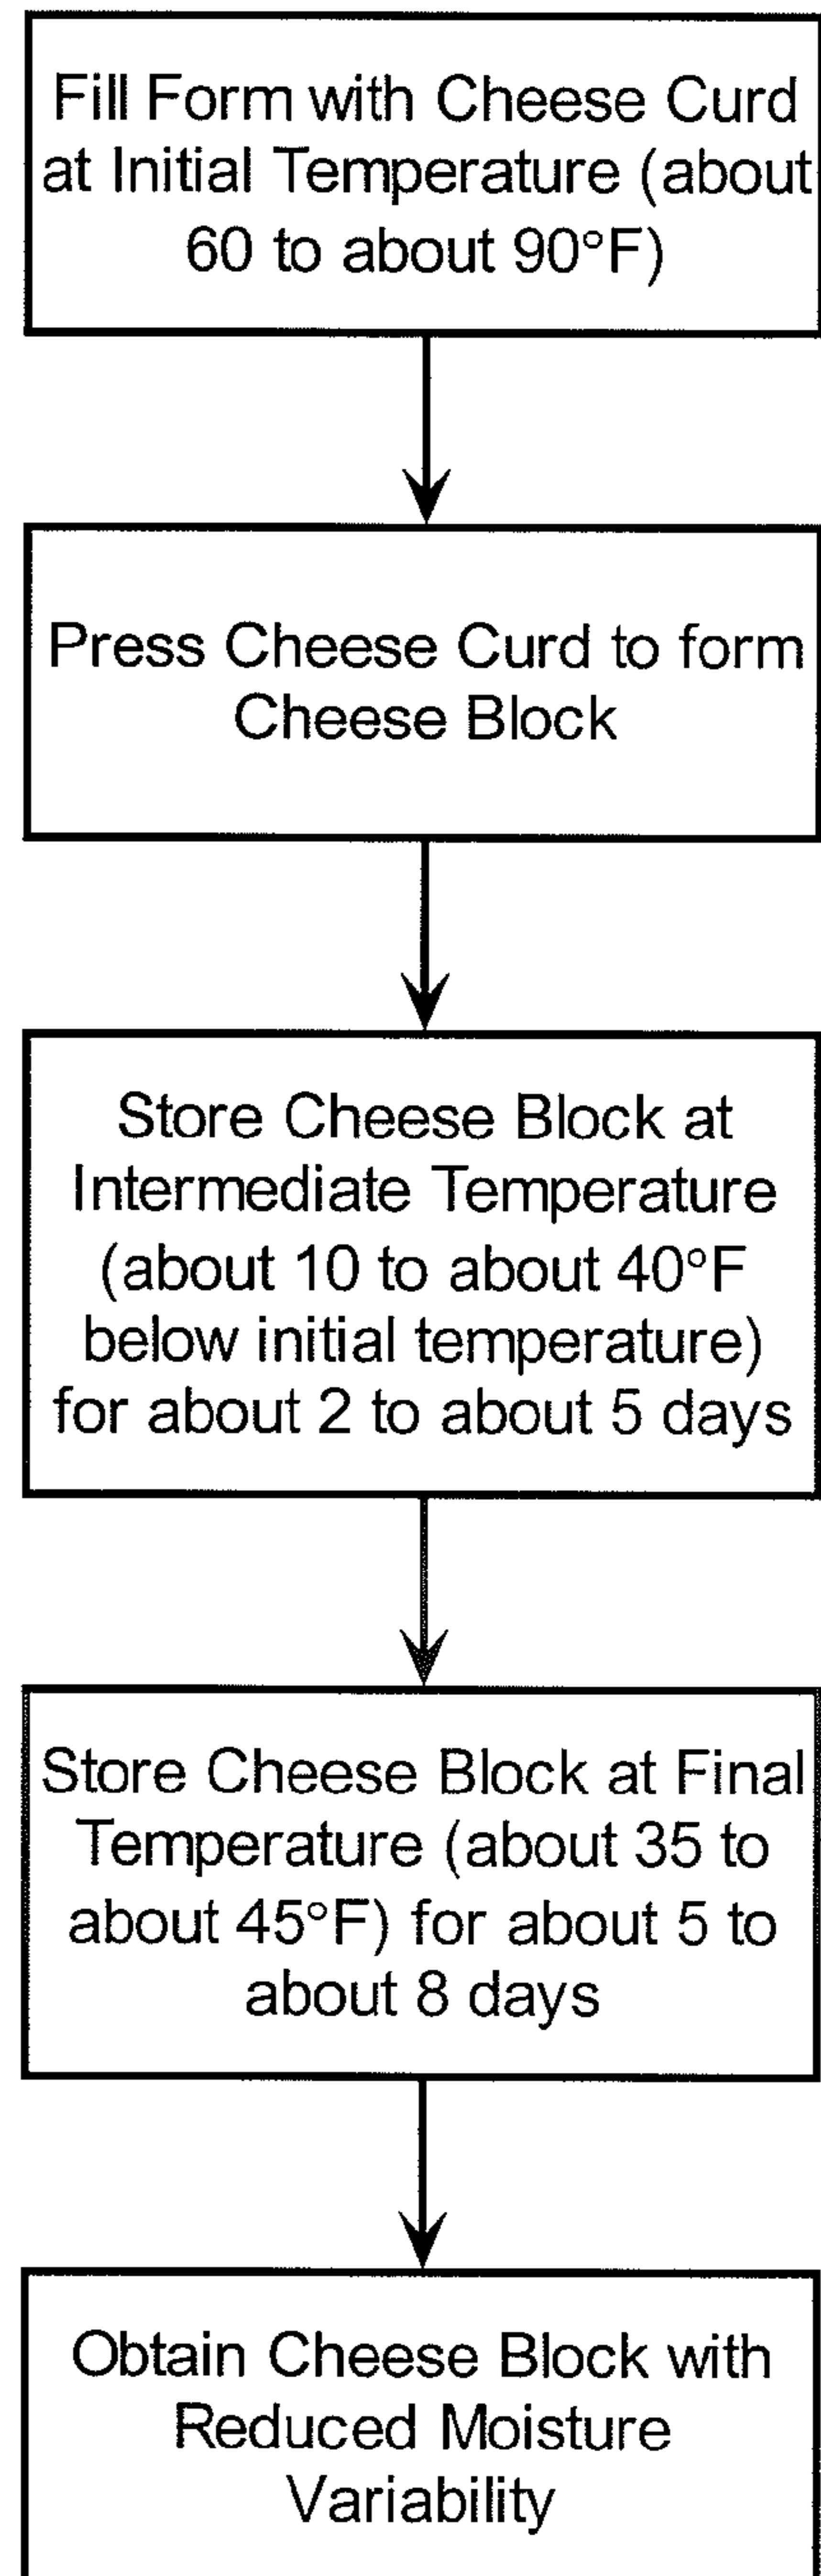 Fill Form with Cheese Curd
at Initial Temperature (about
60 to about 90°F)
Press Cheese Curd to form
Cheese Block
Store Cheese Block at
Intermediate Temperature
(about 10 to about 40°F
below initial temperature)
for about 2 to about 5 days
Store Cheese Block at Final
Temperature (about 35 to
about 45°F) for about 5 to
about 8 days
Obtain Cheese Block with
Reduced Moisture
Variability